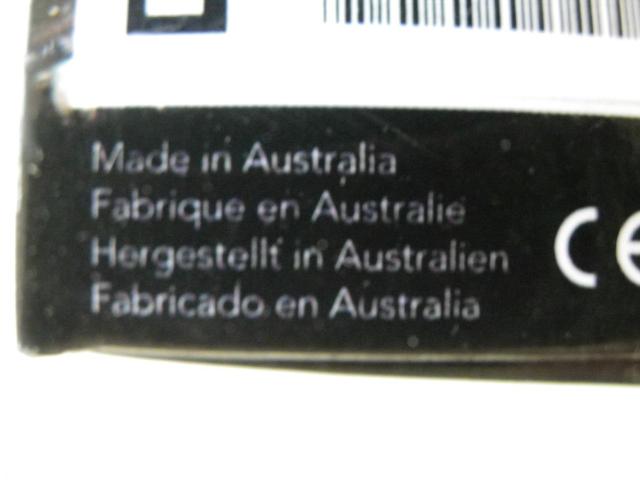 Made in Australia
Fabrique en Australie
Hergestellt in Australien
Fabricado en Australia
CE